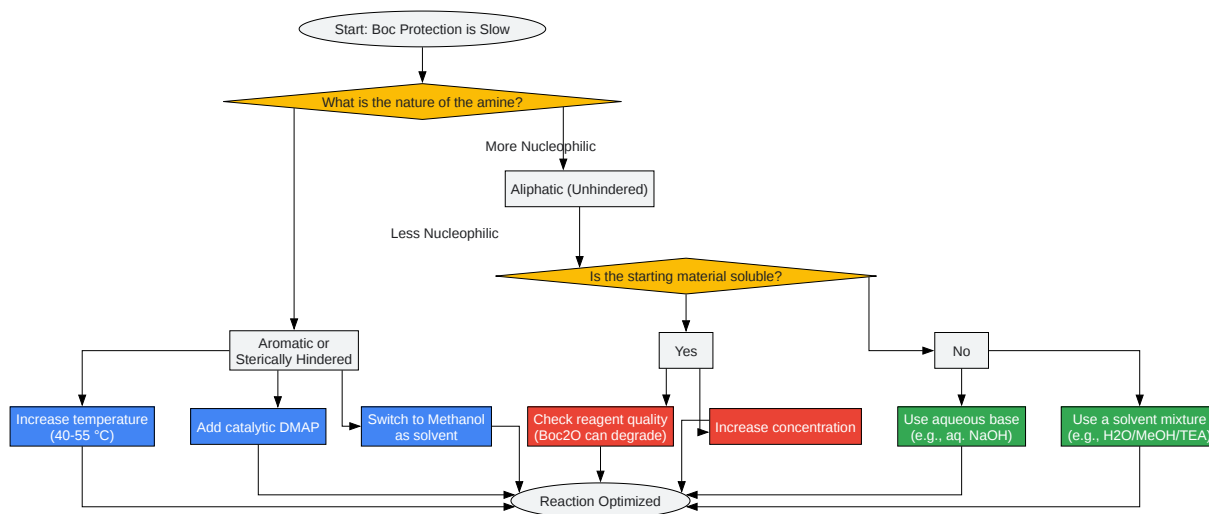 Start: Boc Protection is Slow
What is the nature of the amine?
More Nucleophilic
Aliphatic (Unhindered)
Less Nucleophilic
Is the starting material soluble?
Aromatic or
Sterically Hindered
Yes
No
Increase temperature
(40-55 °C)
Add catalytic DMAP
Switch to Methanol
as solvent
Check reagent quality
(Boc2O can degrade)
Increase concentration
Use aqueous base
(e.g., aq. NaOH)
Use a solvent mixture
(e.g., H2O/MeOH/TEA)
Reaction Optimized